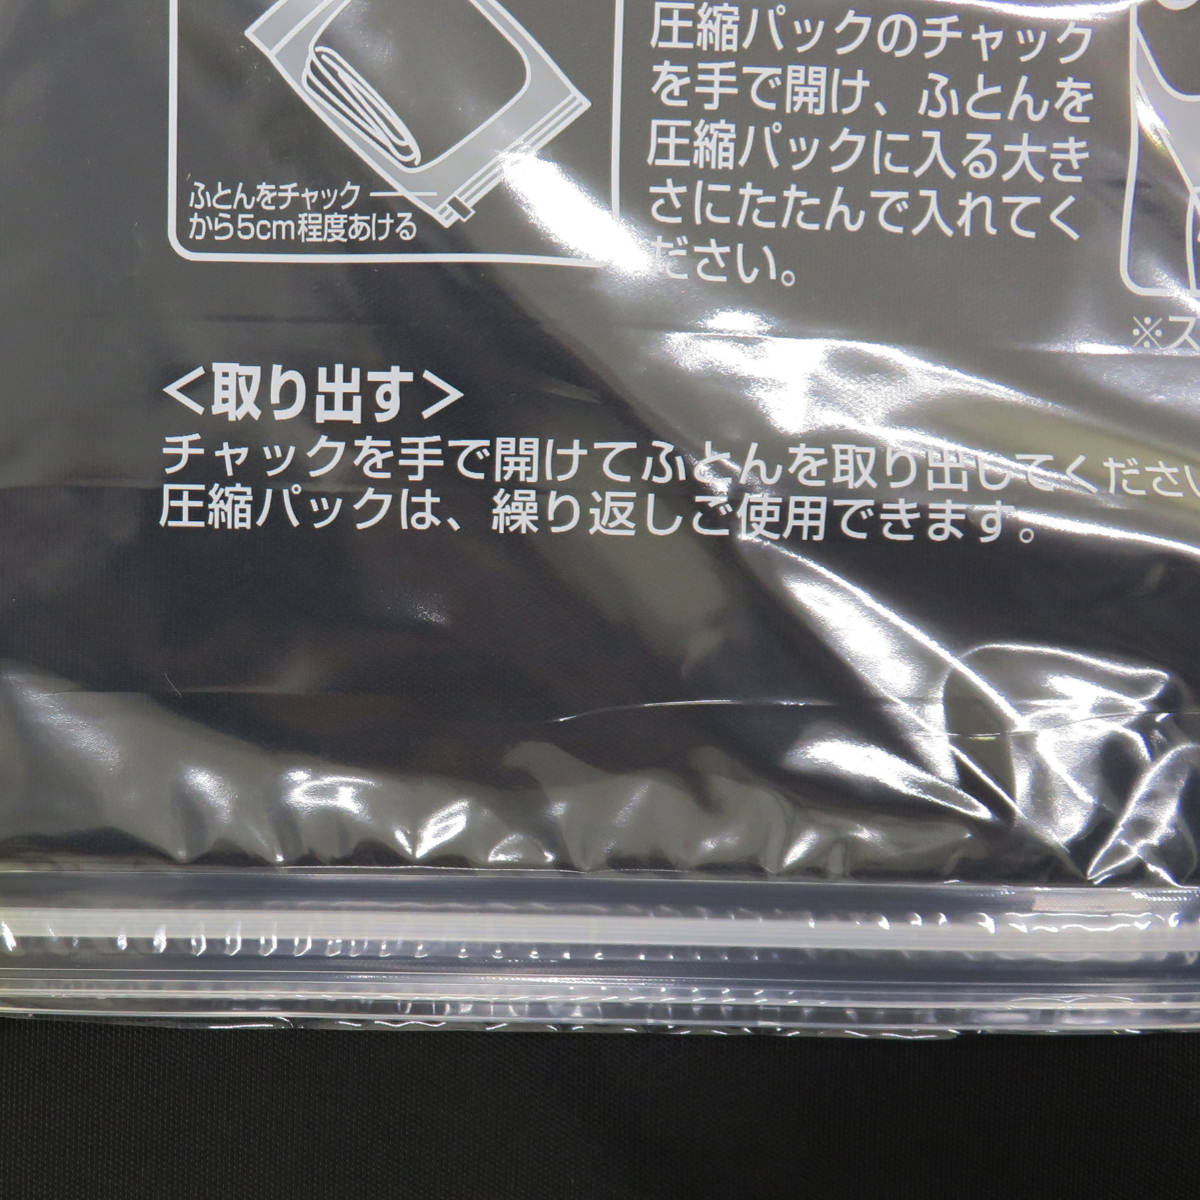 ふとんをチャック
から5cm程度あける
圧縮パックのチャック
を手で開け、ふとんを
圧縮パックに入る大き
さにたたんで入れてく
ださい。
※ス
<取り出す>
チャックを手で開けてふとんを取り出してください
圧縮パックは、繰り返しご使用できます。